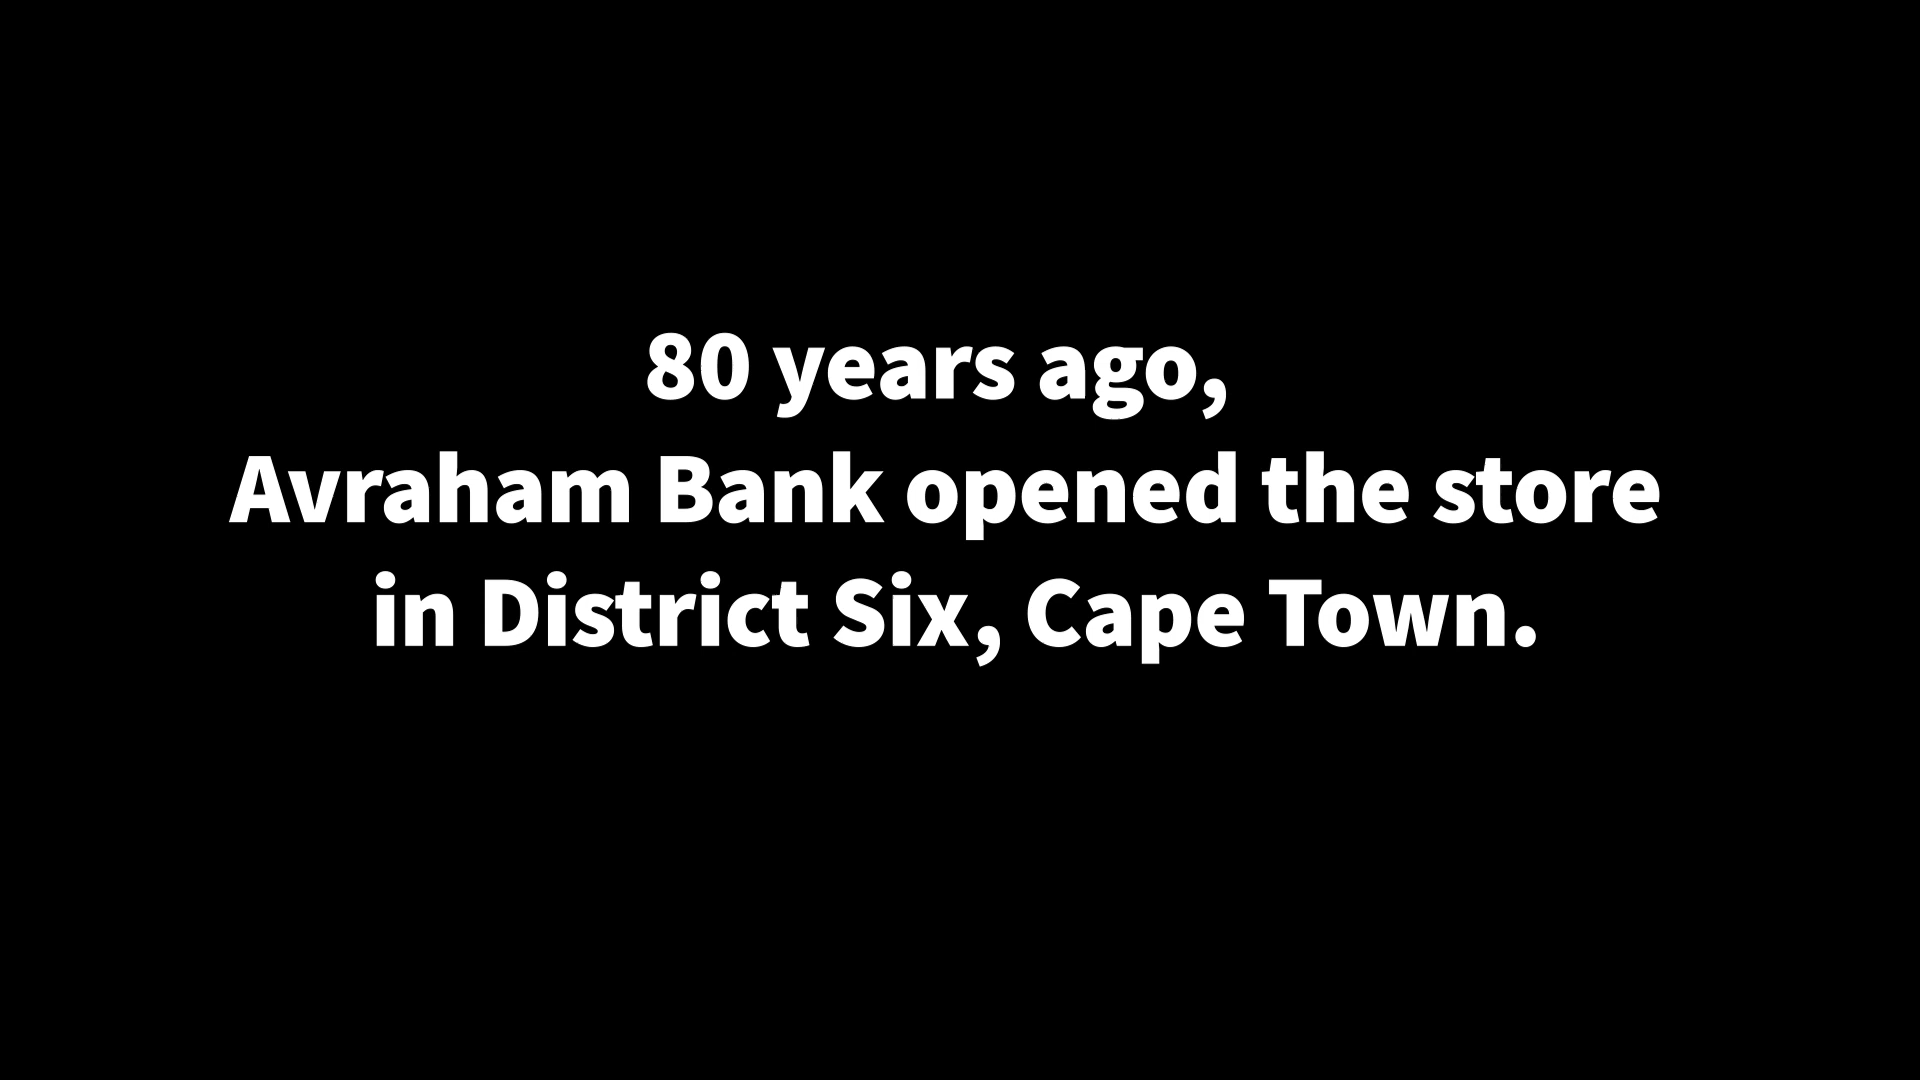 80 years ago,
Avraham Bank opened the store
in District Six, Cape Town.